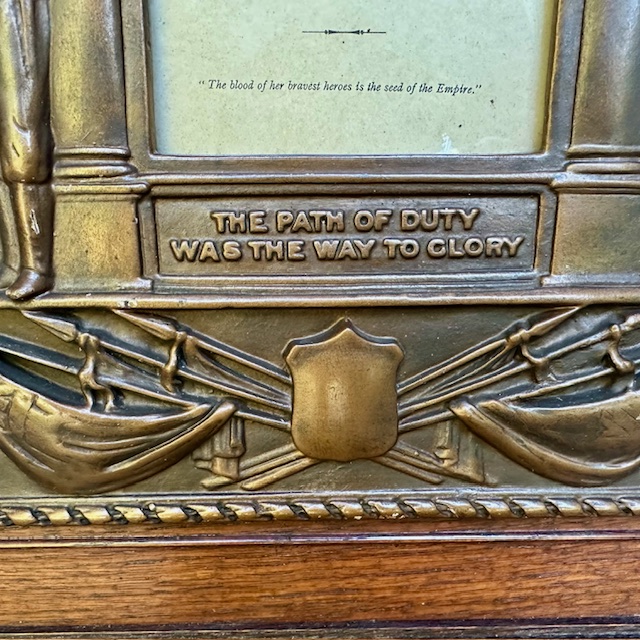 “The blood of her bravest heroes is the seed of the Empire.”
THE PATH OF DUTY
WAS THE WAY TO GLORY